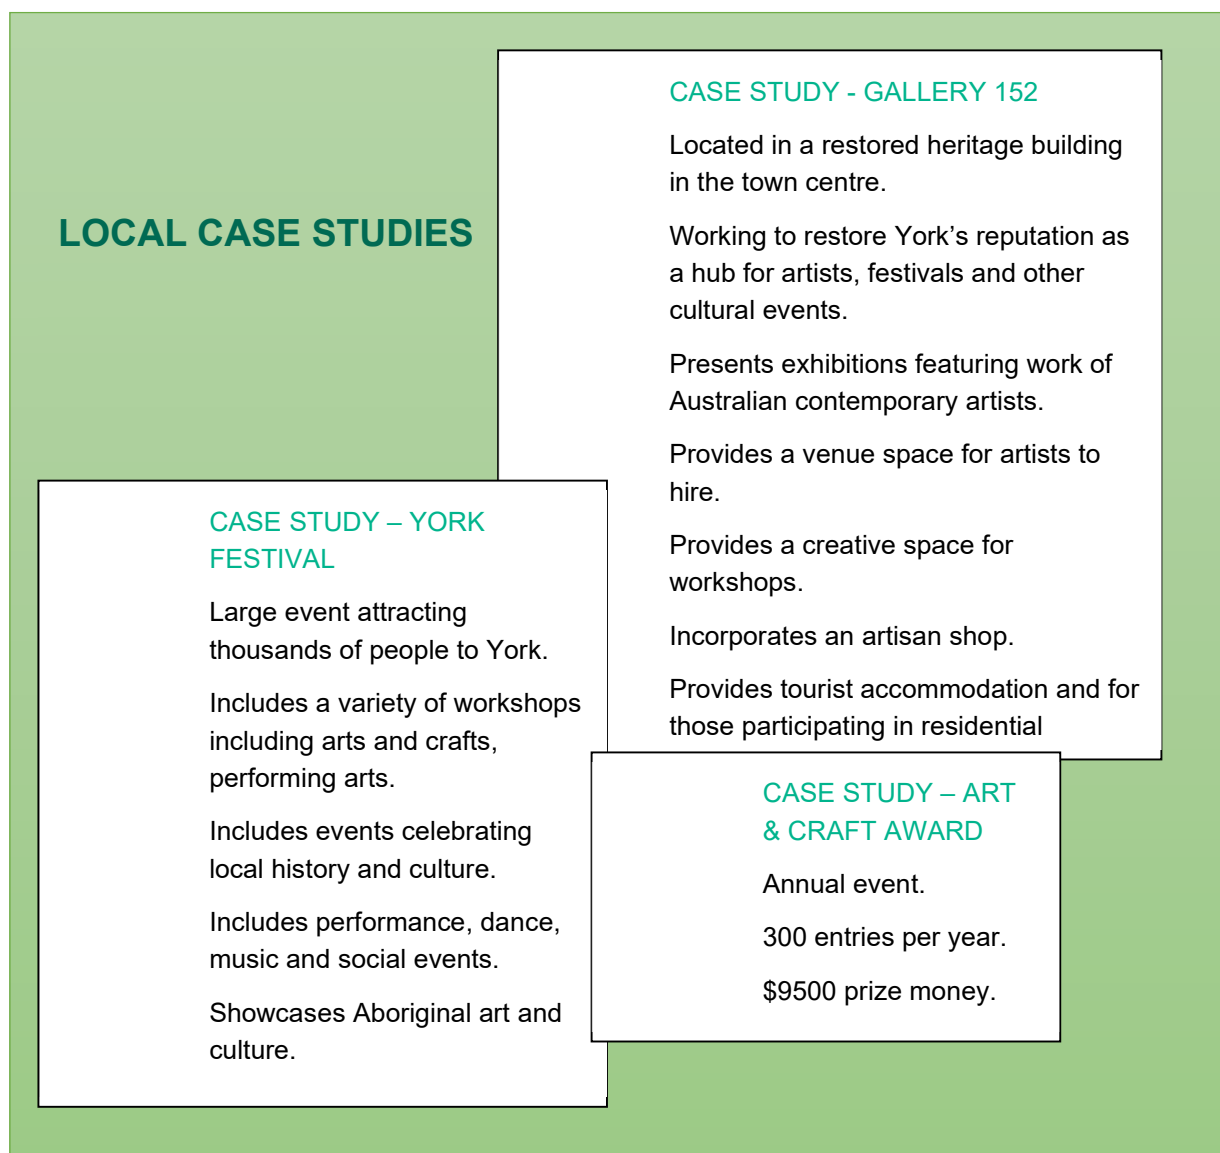 LOCAL CASE STUDIES
CASE STUDY - GALLERY 152
Located in a restored heritage building
in the town centre.
Working to restore York’s reputation as
a hub for artists, festivals and other
cultural events.
Presents exhibitions featuring work of
Australian contemporary artists.
Provides a venue space for artists to
hire.
Provides a creative space for
workshops.
Incorporates an artisan shop.
Provides tourist accommodation and for
those participating in residential
CASE STUDY – YORK
FESTIVAL
Large event attracting
thousands of people to York.
Includes a variety of workshops
including arts and crafts,
performing arts.
Includes events celebrating
local history and culture.
Includes performance, dance,
music and social events.
Showcases Aboriginal art and
culture.
CASE STUDY – ART
& CRAFT AWARD
Annual event.
300 entries per year.
$9500 prize money.